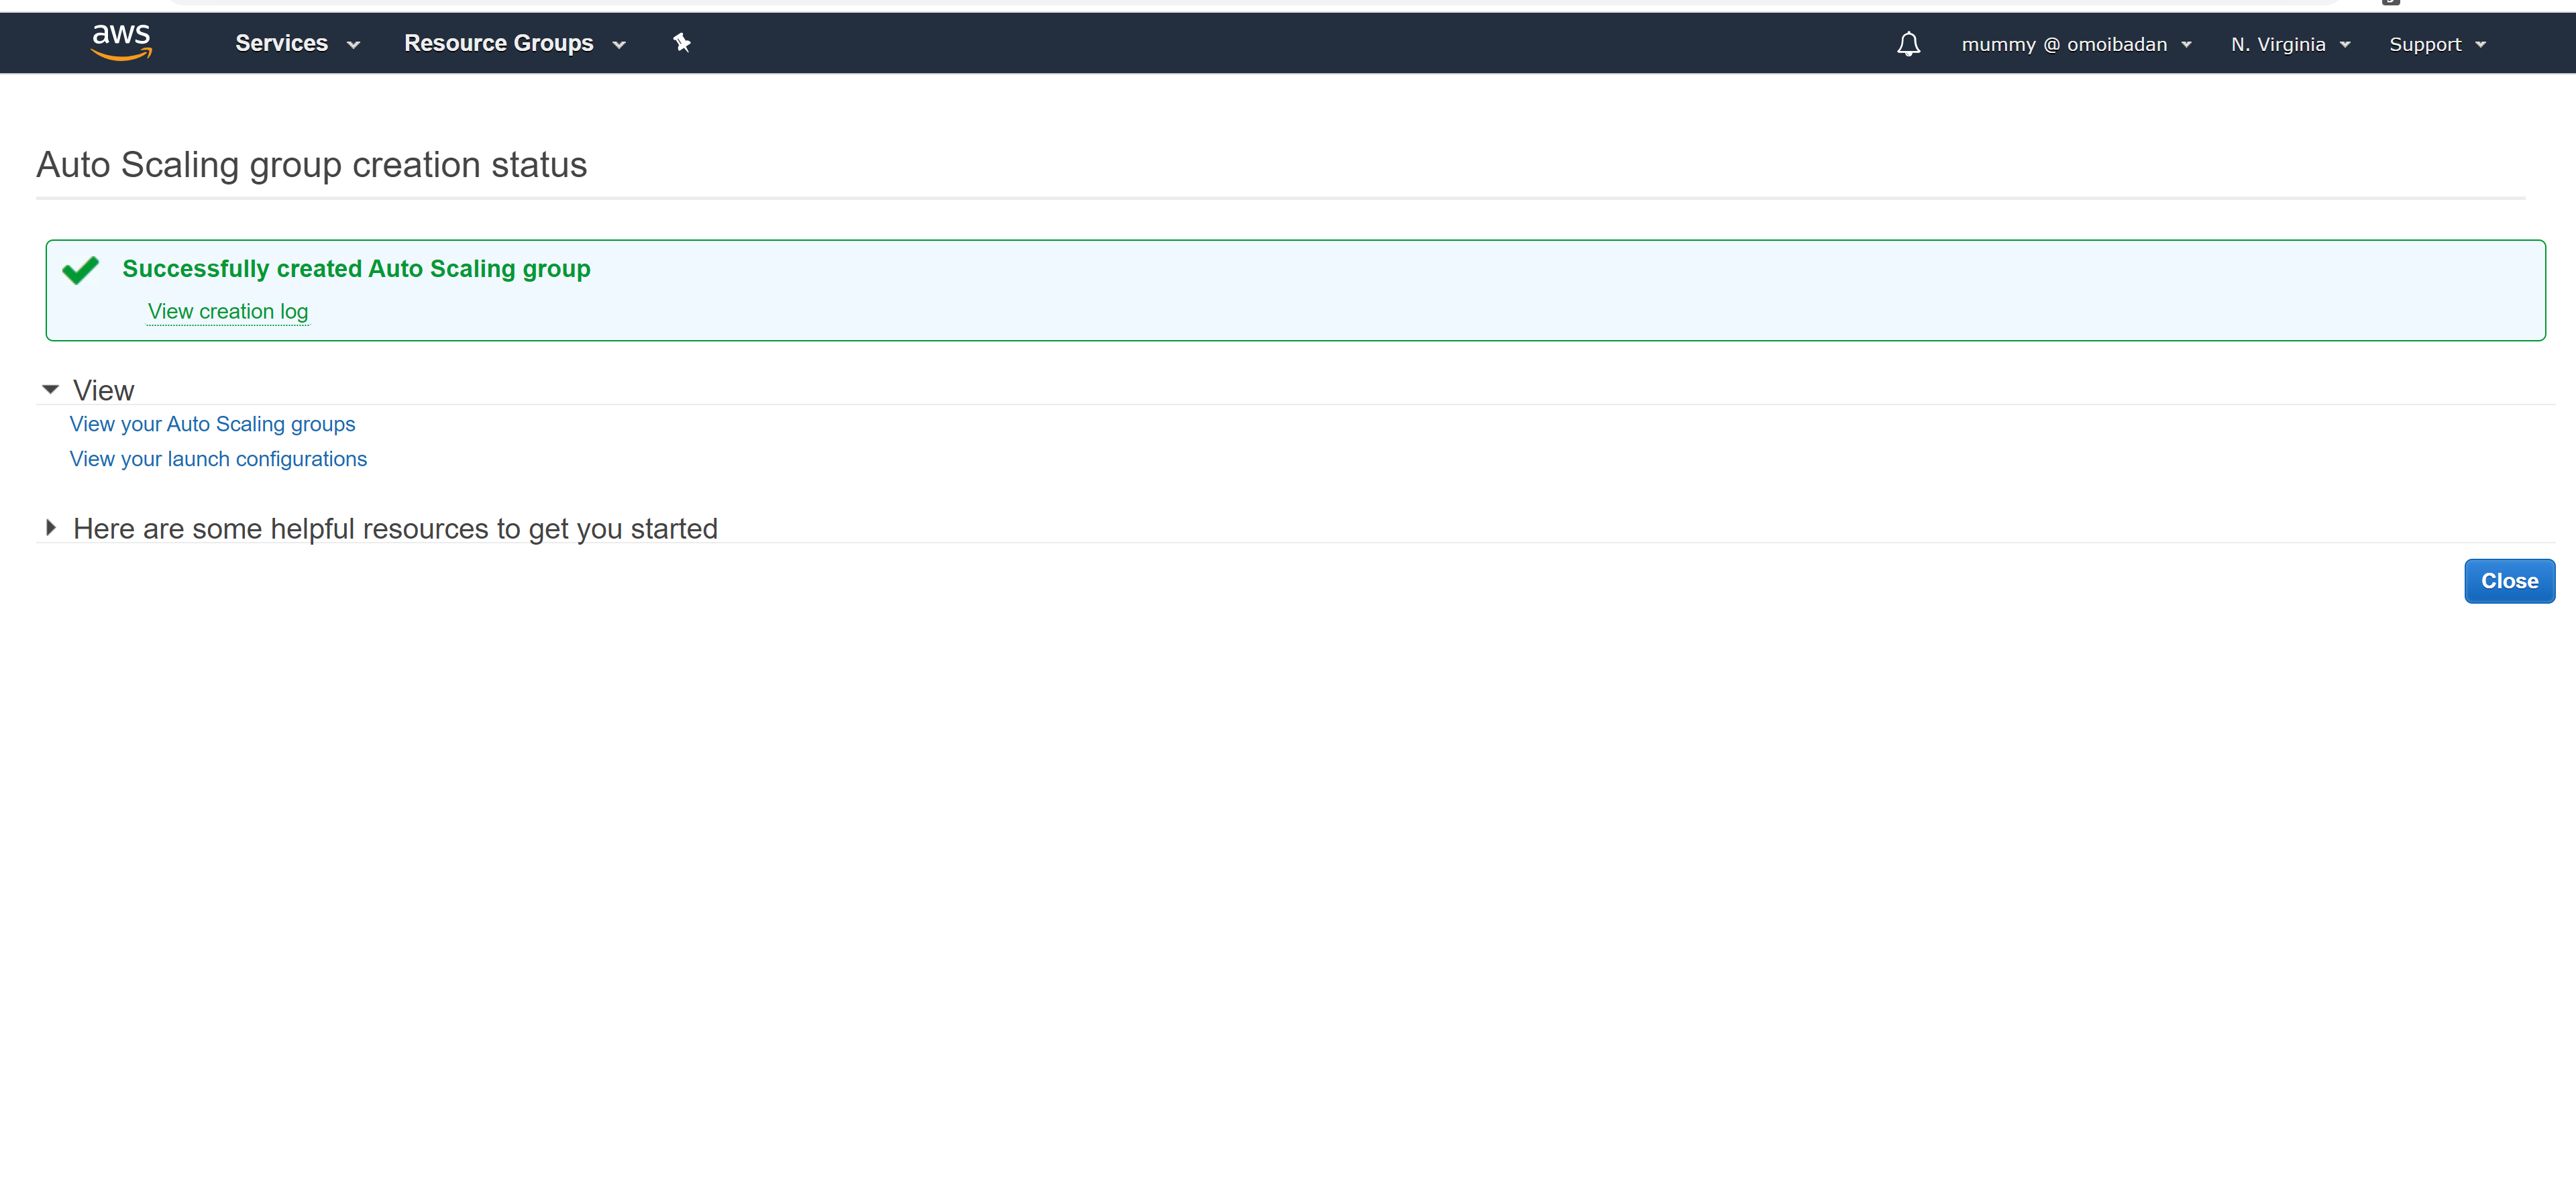 aws
Services
Resource Groups
mummy @ omoibadan
N. Virginia
Support
Auto Scaling group creation status
Successfully created Auto Scaling group
View creation log
View
View your Auto Scaling groups
View your launch configurations
Here are some helpful resources to get you started
Close